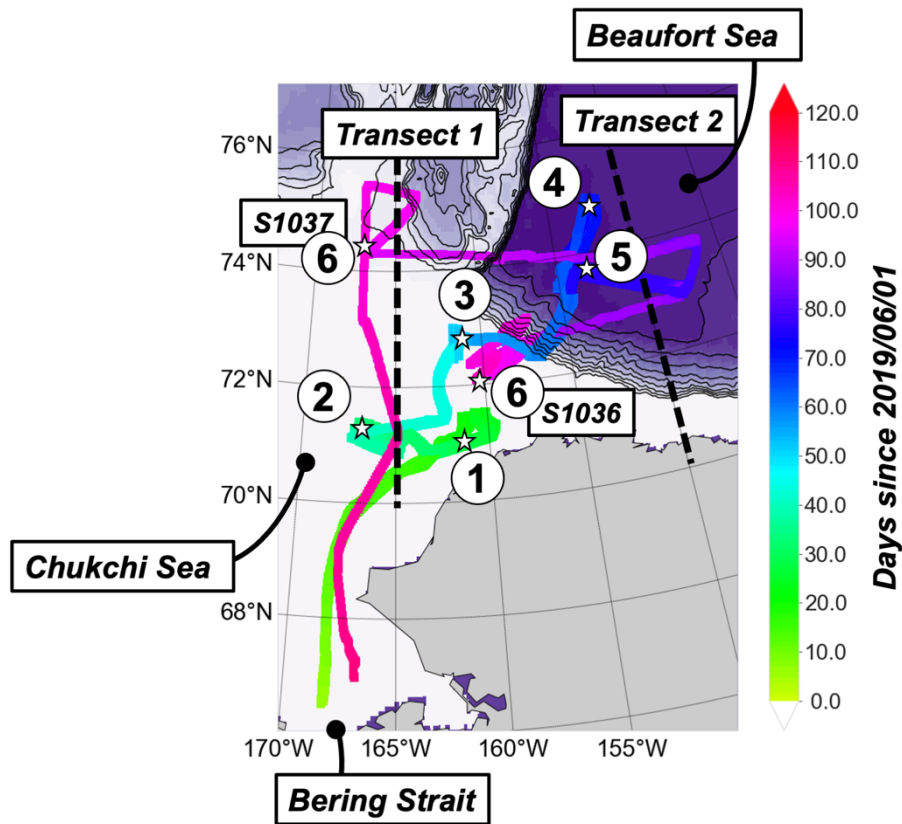 Beaufort Sea
Transect 1
Transect 2
76°N
74°N
72°N
70°N
68°N
S1037
6
4
5
3
2
6
S1036
1
Chukchi Sea
170°W
165°W
160°W
155°W
Bering Strait
120.0
110.0
100.0
90.0
80.0
70.0
60.0
50.0
40.0
30.0
20.0
10.0
0.0
Days since 2019/06/01